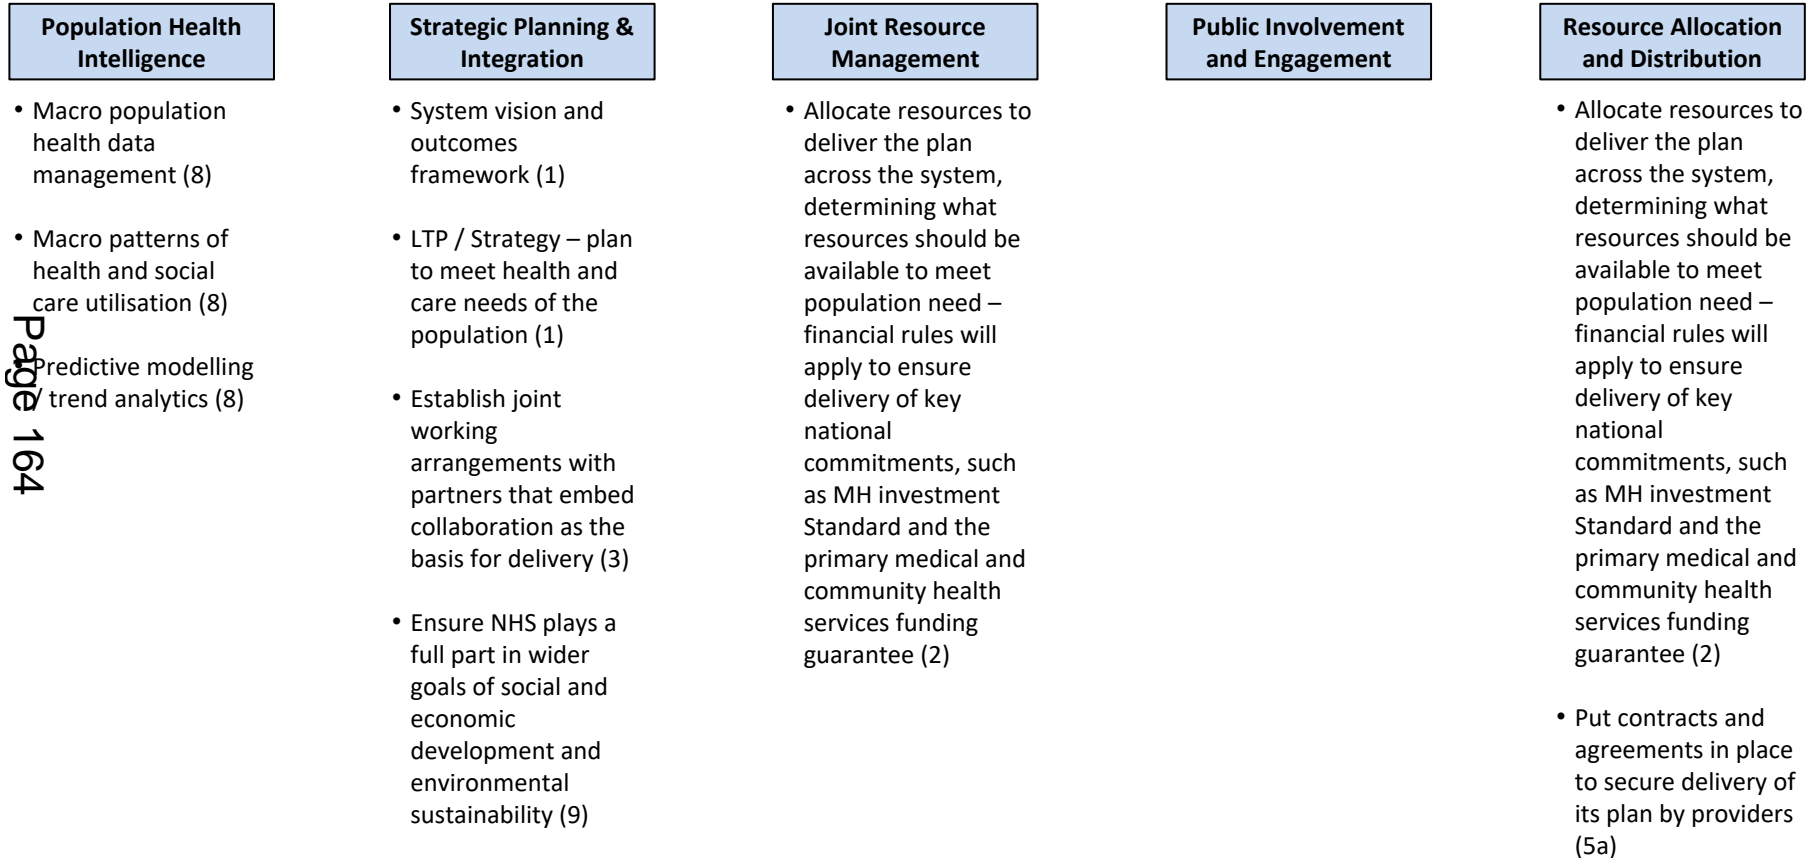 Population Health
Intelligence
• Macro population
health data
management (8)
• Macro patterns of
health and social
care utilisation (8)
• Predictive modelling
/ trend analytics (8)
Page 164
Strategic Planning &
Integration
• System vision and
outcomes
framework (1)
• LTP / Strategy – plan
to meet health and
care needs of the
population (1)
• Establish joint
working
arrangements with
partners that embed
collaboration as the
basis for delivery (3)
• Ensure NHS plays a
full part in wider
goals of social and
economic
development and
environmental
sustainability (9)
Joint Resource
Management
• Allocate resources to
deliver the plan
across the system,
determining what
resources should be
available to meet
population need –
financial rules will
apply to ensure
delivery of key
national
commitments, such
as MH investment
Standard and the
primary medical and
community health
services funding
guarantee (2)
Public Involvement
and Engagement
Resource Allocation
and Distribution
• Allocate resources to
deliver the plan
across the system,
determining what
resources should be
available to meet
population need –
financial rules will
apply to ensure
delivery of key
national
commitments, such
as MH investment
Standard and the
primary medical and
community health
services funding
guarantee (2)
• Put contracts and
agreements in place
to secure delivery of
its plan by providers
(5a)